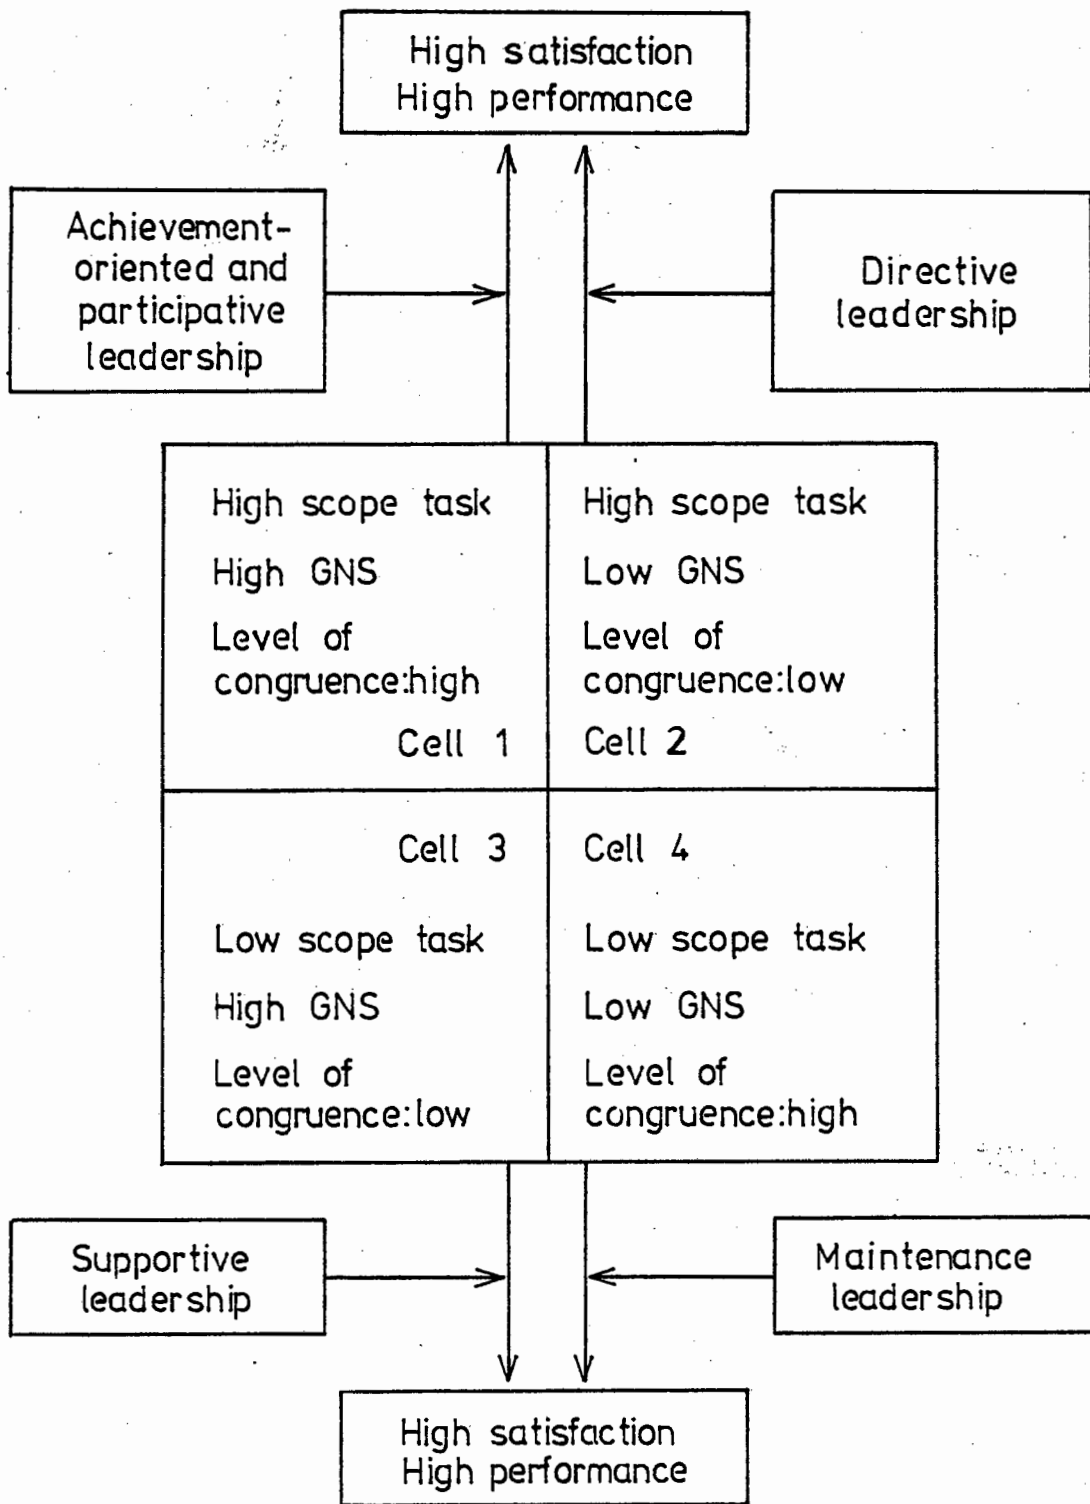 High satisfaction
High performance
Achievement-
oriented and
participative
leadership
Directive
leadership
High scope task
High GNS
Level of
congruence:high
Cell 1
High scope task
Low GNS
Level of
congruence:low
Cell 2
Cell 3
Low scope task
High GNS
Level of
congruence:low
Cell 4
Low scope task
Low GNS
Level of
congruence:high
Supportive
leadership
Maintenance
leadership
High satisfaction
High performance